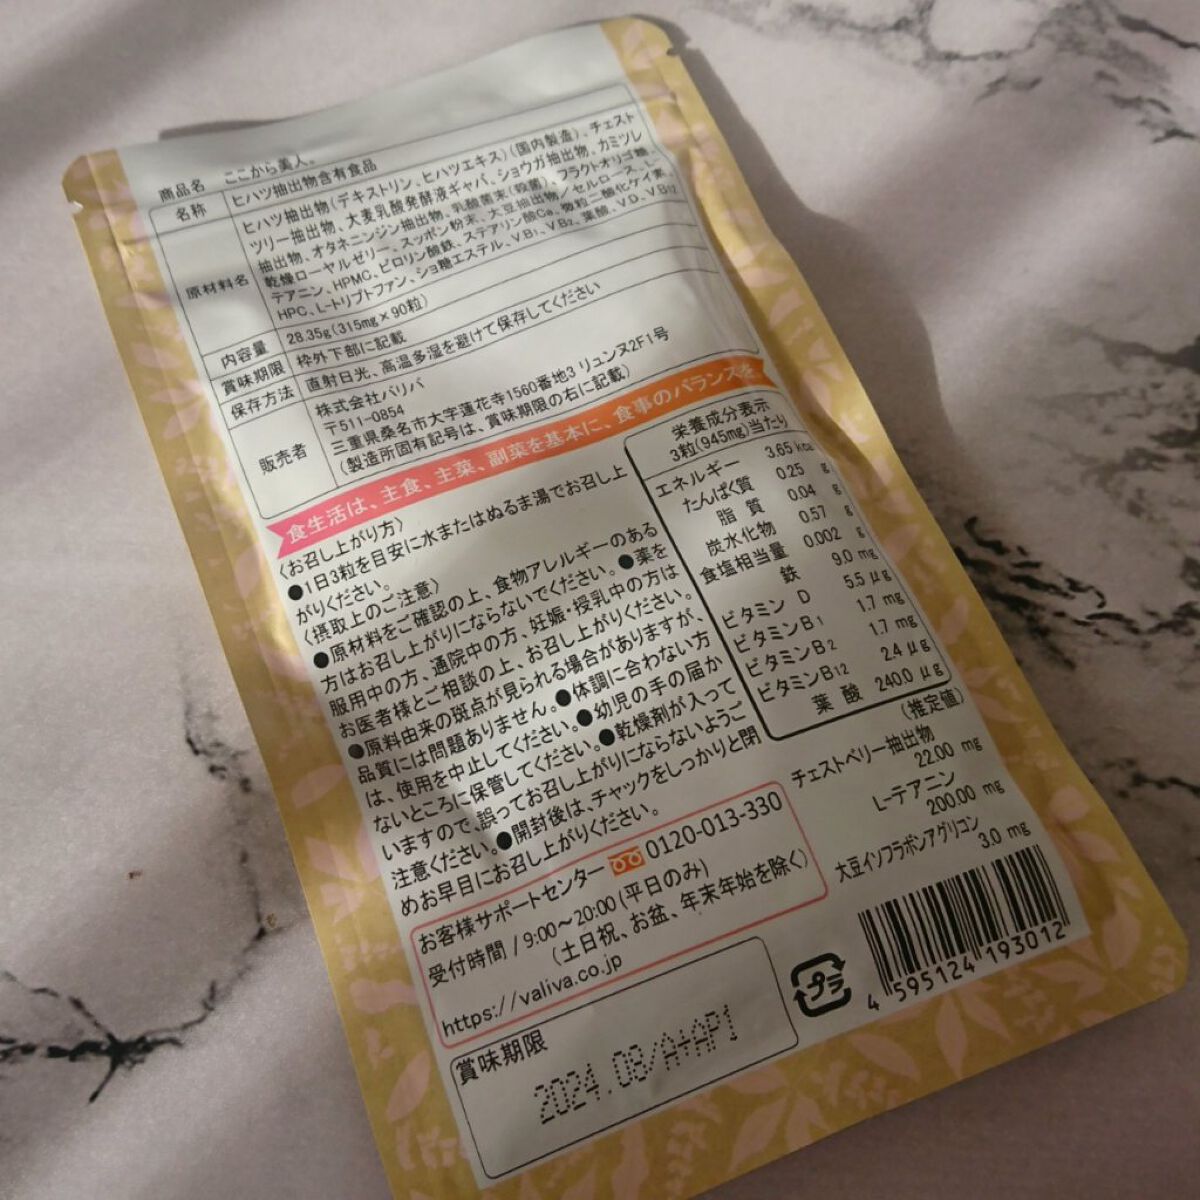 商品名 ここから美人。
名称 ヒハツ抽出物含有食品
原材料名 ヒハツ抽出物(デキストリン、ヒハツエキス)(国内製造)、チェスト
ツリー抽出物、大麦乳酸発酵液ギャバ、ショウガ抽出物、カミツレ
抽出物、オタネニンジン抽出物、乳酸菌末(殺菌)、フラクトオリゴ糖、
乾燥ローヤルゼリー、スッポン粉末、大豆抽出物/セルロース、L-
テアニン、HPMC、ピロリン酸鉄、ステアリン酸Ca、微粒二酸化ケイ素、
HPC、L-トリプトファン、ショ糖エステル、V.B1、V.B2、葉酸、V.D、V.B12
内容量 28.35g(315mg×90粒)
賞味期限 枠外下部に記載
保存方法 直射日光、高温多湿を避けて保存してください
販売者 株式会社バリバ
〒511-0854
三重県桑名市大字蓮花寺1560番地3 リュンヌ2F1号
(製造所固有記号は、賞味期限の右に記載)
食生活は、主食、主菜、副菜を基本に、食事のバランスを
〈お召し上がり方〉
●1日3粒を目安に水またはぬるま湯でお召し上
がりください。
〈摂取上のご注意〉
●原材料をご確認の上、食物アレルギーのある
方はお召し上がりにならないでください。●薬を
服用中の方、通院中の方、妊娠・授乳中の方は
お医者様とご相談の上、お召し上がりください。
●原料由来の斑点が見られる場合がありますが、
品質には問題ありません。●体調に合わない方
は、使用を中止してください。●幼児の手の届か
ないところに保管してください。●乾燥剤が入って
いますので、誤ってお召し上がりにならないようご
注意ください。●開封後は、チャックをしっかりと閉
めお早目にお召し上がりください。
栄養成分表示
3粒(945mg)当たり
エネルギー 3.65 kcal
たんぱく質 0.25 g
脂質 0.04 g
炭水化物 0.57 g
食塩相当量 0.002 g
鉄 9.0 mg
ビタミン D 5.5 μg
ビタミンB1 1.7 mg
ビタミンB2 1.7 mg
ビタミンB12 2.4 μg
葉酸 240.0 μg
(推定値)
チェストベリー抽出物
22.00 mg
L-テアニン
200.00 mg
大豆イソフラボンアグリコン
3.0 mg
お客様サポートセンター 0120-013-330
受付時間/9:00~20:00(平日のみ)
(土日祝、お盆、年末年始を除く)
https://valiva.co.jp
賞味期限
2024.08/A+AP1
プラ
4 595124 193012